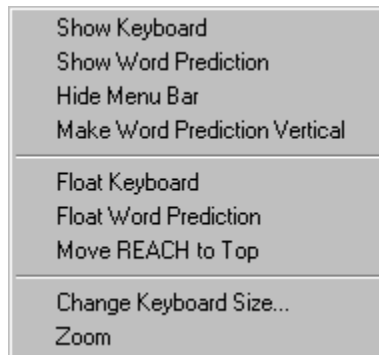 Show Keyboard
Show Word Prediction
Hide Menu Bar
Make Word Prediction Vertical
Float Keyboard
Float Word Prediction
Move REACH to Top
Change Keyboard Size...
Zoom